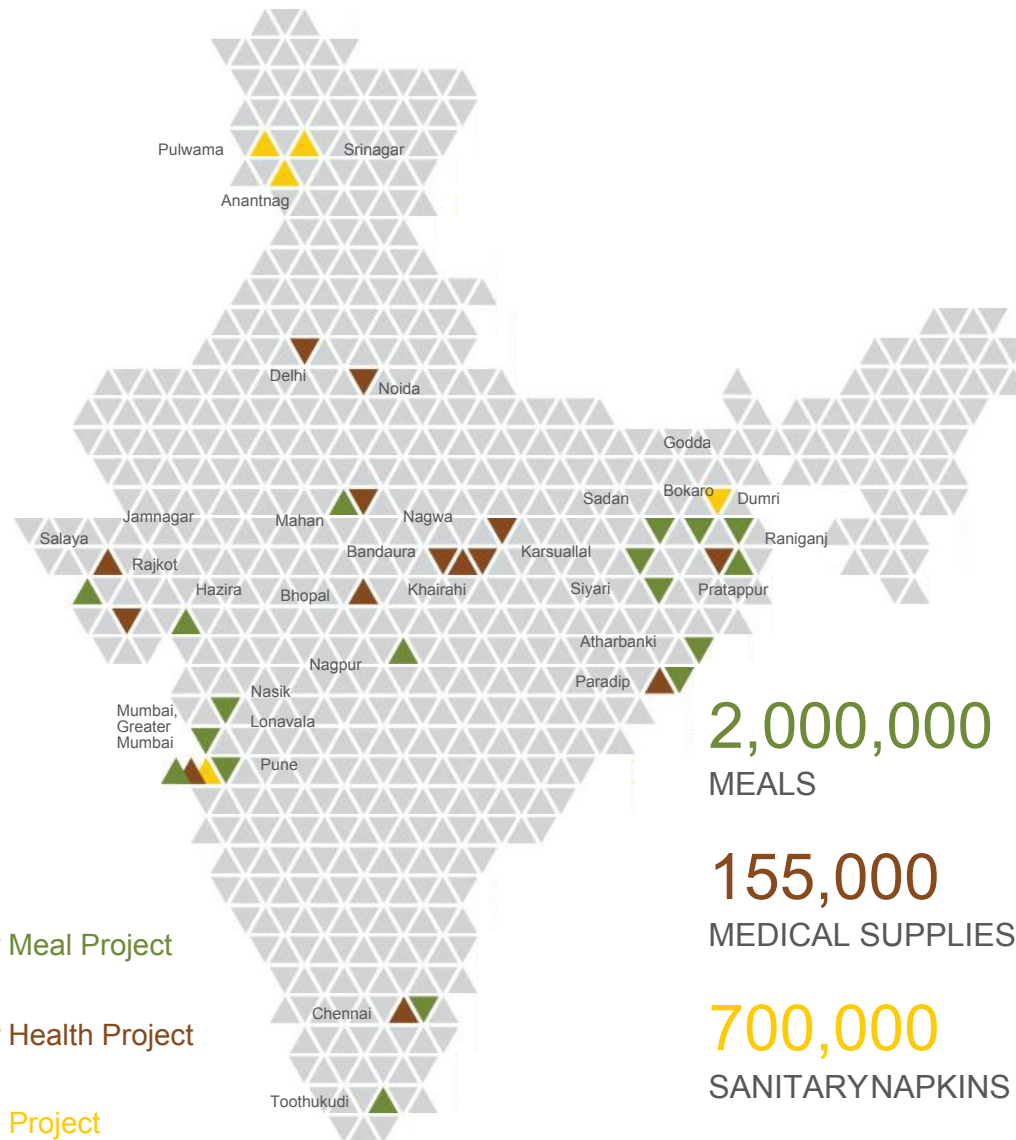 Pulwama
Srinagar
Anantnag
Delhi
Noida
Godda
Sadan
Bokaro
Dumri
Jamnagar
Mahan
Nagwa
Salaya
Raniganj
Rajkot
Bandaura
Karsuallal
Hazira
Bhopal
Khairahi
Siyari
Pratappur
Atharbanki
Nagpur
Paradip
Nasik
Mumbai,
Greater
Mumbai
Lonavala
Pune
2,000,000
MEALS
155,000
MEDICAL SUPPLIES
Meal Project
Health Project
Project
Chennai
700,000
SANITARYNAPKINS
Toothukudi